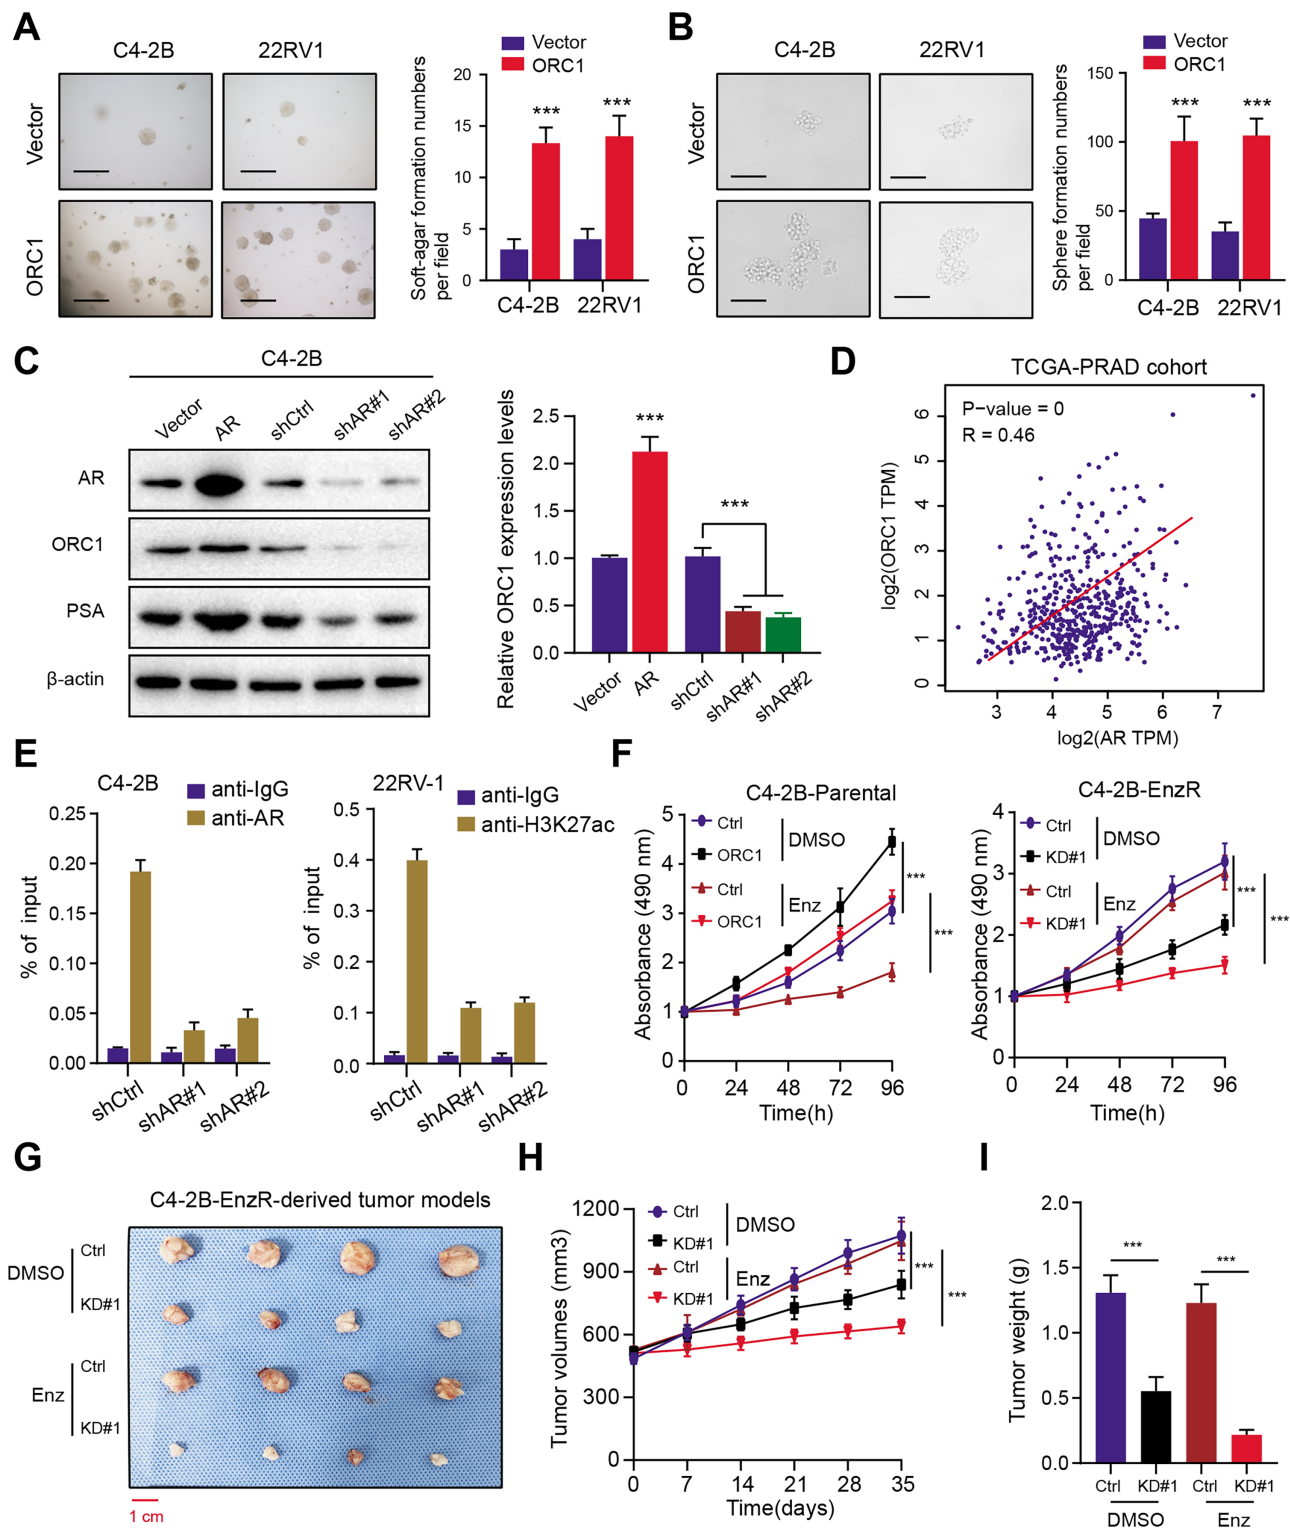 A
C4-2B
22RV1
Vector
ORC1
Vector
ORC1
Soft-agar formation numbers
per field
20
15
10
5
0
***
***
C4-2B
22RV1
B
C4-2B
22RV1
Vector
ORC1
Vector
ORC1
Sphere formation numbers
per field
150
100
50
0
***
***
C4-2B
22RV1
C
C4-2B
Vector
AR
shCtrl
shAR#1
shAR#2
AR
ORC1
PSA
β-actin
Relative ORC1 expression levels
2.5
2.0
1.5
1.0
0.5
0.0
***
***
Vector
AR
shCtrl
shAR#1
shAR#2
D
TCGA-PRAD cohort
P−value = 0
R = 0.46
log2(ORC1 TPM)
6
5
4
3
2
1
0
3
4
5
6
7
log2(AR TPM)
E
C4-2B
anti-IgG
anti-AR
% of input
0.25
0.20
0.15
0.10
0.05
0.00
shCtrl
shAR#1
shAR#2
22RV-1
anti-IgG
anti-H3K27ac
% of input
0.5
0.4
0.3
0.2
0.1
0.0
shCtrl
shAR#1
shAR#2
F
C4-2B-Parental
Ctrl
ORC1
DMSO
Ctrl
ORC1
Enz
Absorbance (490 nm)
5
4
3
2
1
0
***
***
0
24
48
72
96
Time(h)
C4-2B-EnzR
Ctrl
KD#1
DMSO
Ctrl
KD#1
Enz
Absorbance (490 nm)
4
3
2
1
0
***
***
0
24
48
72
96
Time(h)
G
C4-2B-EnzR-derived tumor models
DMSO
Ctrl
KD#1
Enz
Ctrl
KD#1
1 cm
H
Ctrl
KD#1
DMSO
Ctrl
KD#1
Enz
Tumor volumes (mm3)
1200
900
600
300
0
***
***
0
7
14
21
28
35
Time(days)
I
Tumor weight (g)
2.0
1.5
1.0
0.5
0.0
***
***
Ctrl
KD#1
Ctrl
KD#1
DMSO
Enz